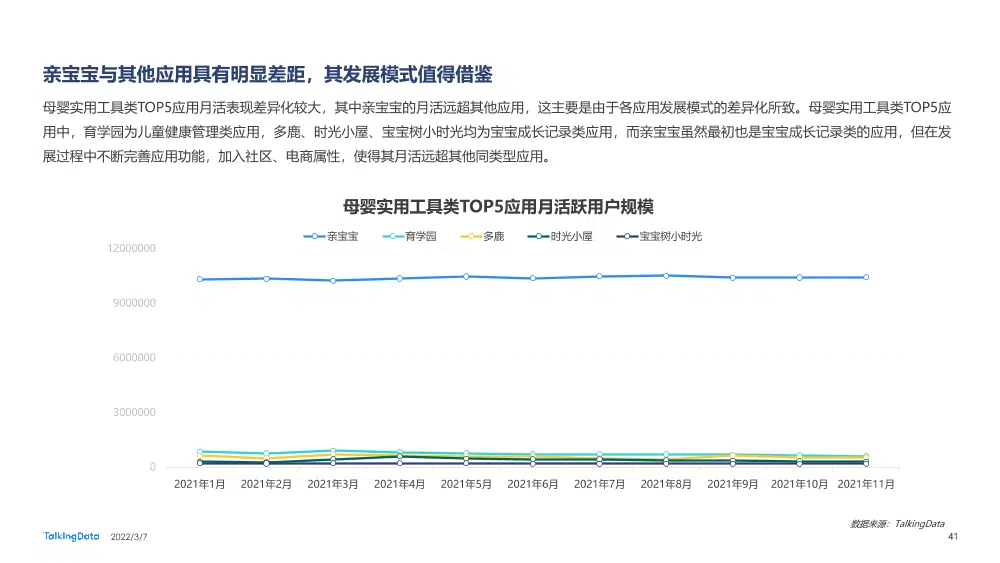 亲宝宝与其他应用具有明显差距，其发展模式值得借鉴
母婴实用工具类TOP5应用月活表现差异化较大，其中亲宝宝的月活远超其他应用，这主要是由于各应用发展模式的差异化所致。母婴实用工具类TOP5应
用中，育学园为儿童健康管理类应用，多鹿、时光小屋、宝宝树小时光均为宝宝成长记录类应用，而亲宝宝虽然最初也是宝宝成长记录类的应用，但在发
展过程中不断完善应用功能，加入社区、电商属性，使得其月活远超其他同类型应用。
母婴实用工具类TOP5应用月活跃用户规模
亲宝宝 育学园 多鹿 时光小屋 宝宝树小时光
12000000
9000000
6000000
3000000
0
2021年1月 2021年2月 2021年3月 2021年4月 2021年5月 2021年6月 2021年7月 2021年8月 2021年9月 2021年10月 2021年11月
数据来源：TalkingData
TalkingData 2022/3/7 41